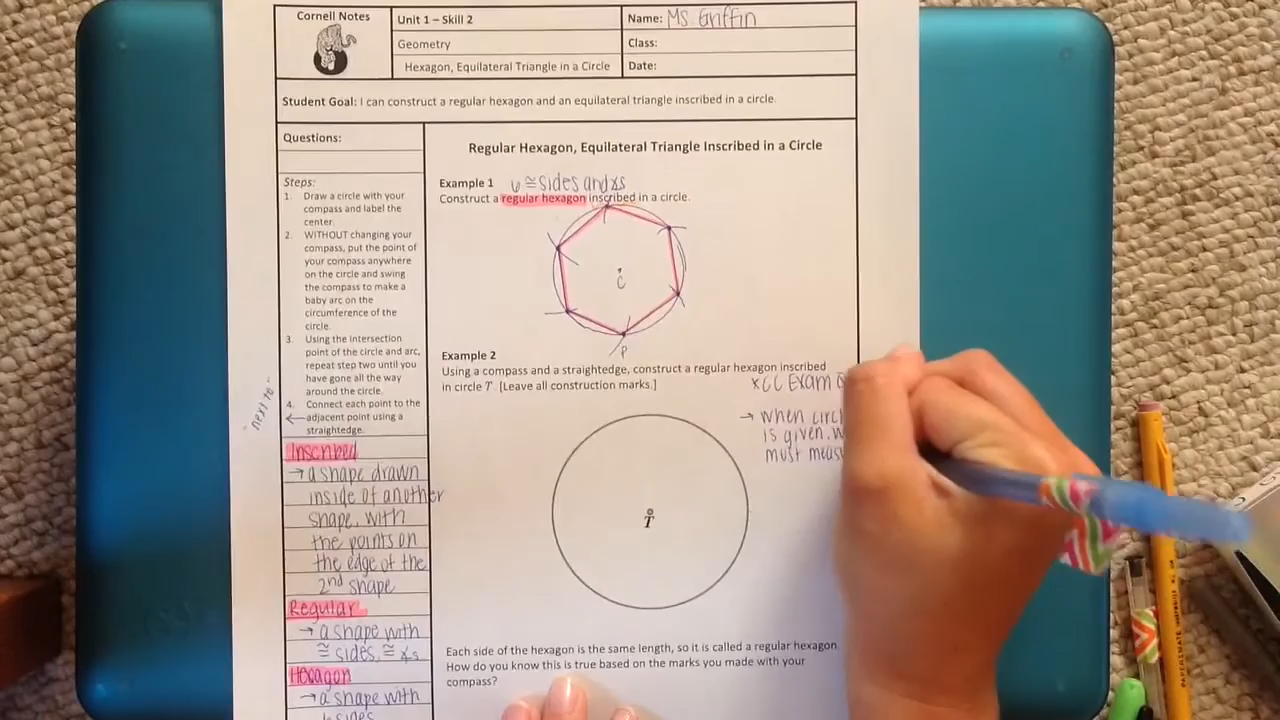 Cornell Notes
Unit 1 – Skill 2
Name: Ms Griffin
Geometry
Class:
Hexagon, Equilateral Triangle in a Circle
Date:
Student Goal: I can construct a regular hexagon and an equilateral triangle inscribed in a circle.
Questions:
Steps:
1. Draw a circle with your
compass and label the
center.
2. WITHOUT changing your
compass, put the point of
your compass anywhere
on the circle and swing
the compass to make a
baby arc on the
circumference of the
circle.
3. Using the intersection
point of the circle and arc,
repeat step two until you
have gone all the way
around the circle.
4. Connect each point to the
adjacent point using a
straightedge.
"next to"
Inscribed
→ a shape drawn
inside of another
shape, with
the points on
the edge of the
2nd shape
Regular
→ a shape with
≅ sides, ≅ ∡s
Hexagon
→ a shape with
6 sides
Regular Hexagon, Equilateral Triangle Inscribed in a Circle
Example 1 6 ≅ sides and ∡s
Construct a regular hexagon inscribed in a circle.
C
P
Example 2
Using a compass and a straightedge, construct a regular hexagon inscribed
in circle T. [Leave all construction marks.]
*CC Exam
→ when circl
is given, w
must meas
T
Each side of the hexagon is the same length, so it is called a regular hexagon
How do you know this is true based on the marks you made with your
compass?